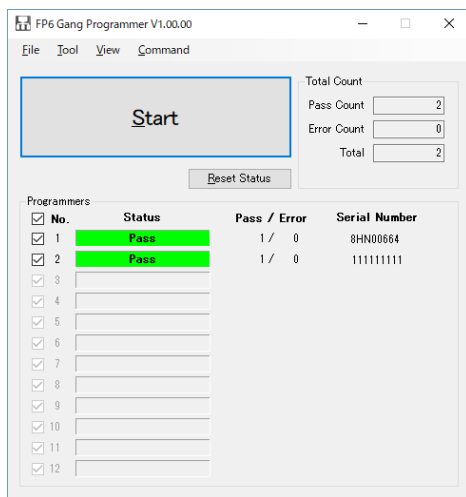 FP6 Gang Programmer V1.00.00
File Tool View Command
Start
Total Count
Pass Count 2
Error Count 0
Total 2
Reset Status
Programmers
No. Status Pass / Error Serial Number
1 Pass 1 / 0 8HN00664
2 Pass 1 / 0 111111111
3
4
5
6
7
8
9
10
11
12